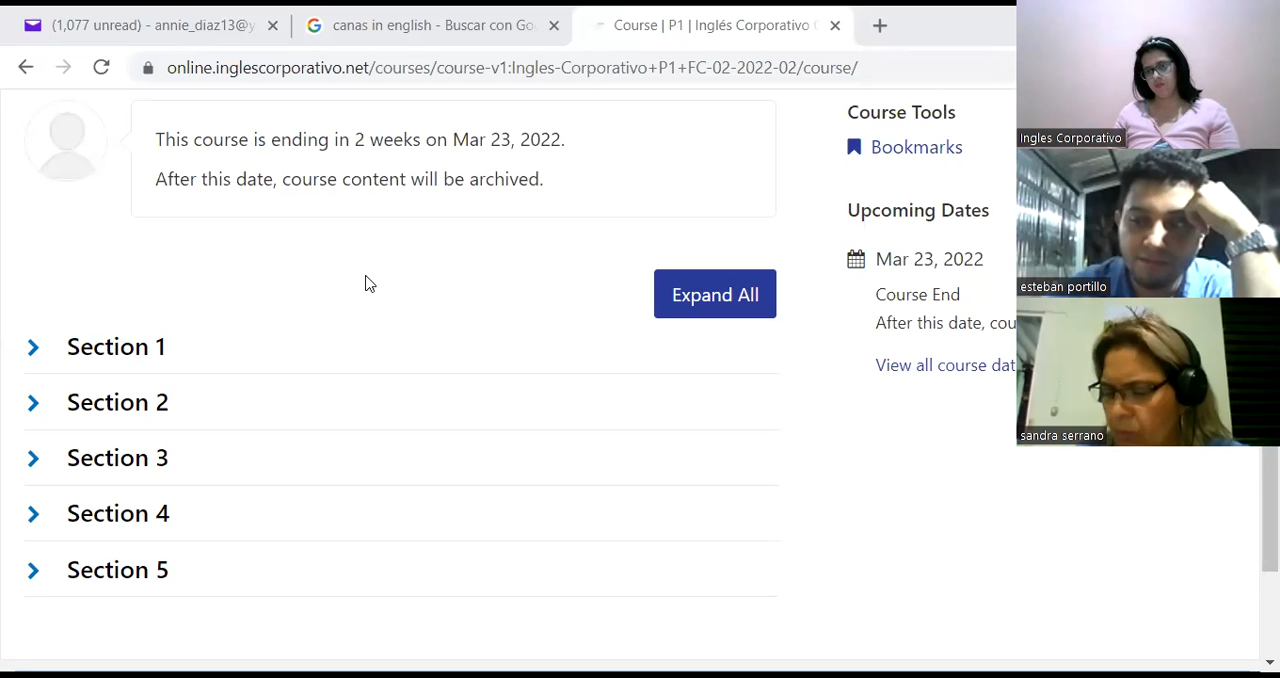 (1,077 unread) - annie_diaz13@y
canas in english - Buscar con Go
Course | P1 | Inglés Corporativo
online.inglescorporativo.net/courses/course-v1:Ingles-Corporativo+P1+FC-02-2022-02/course/
This course is ending in 2 weeks on Mar 23, 2022.
After this date, course content will be archived.
Expand All
Section 1
Section 2
Section 3
Section 4
Section 5
Course Tools
Bookmarks
Upcoming Dates
Mar 23, 2022
Course End
After this date, cou
View all course dat
Ingles Corporativo
esteban portillo
sandra serrano